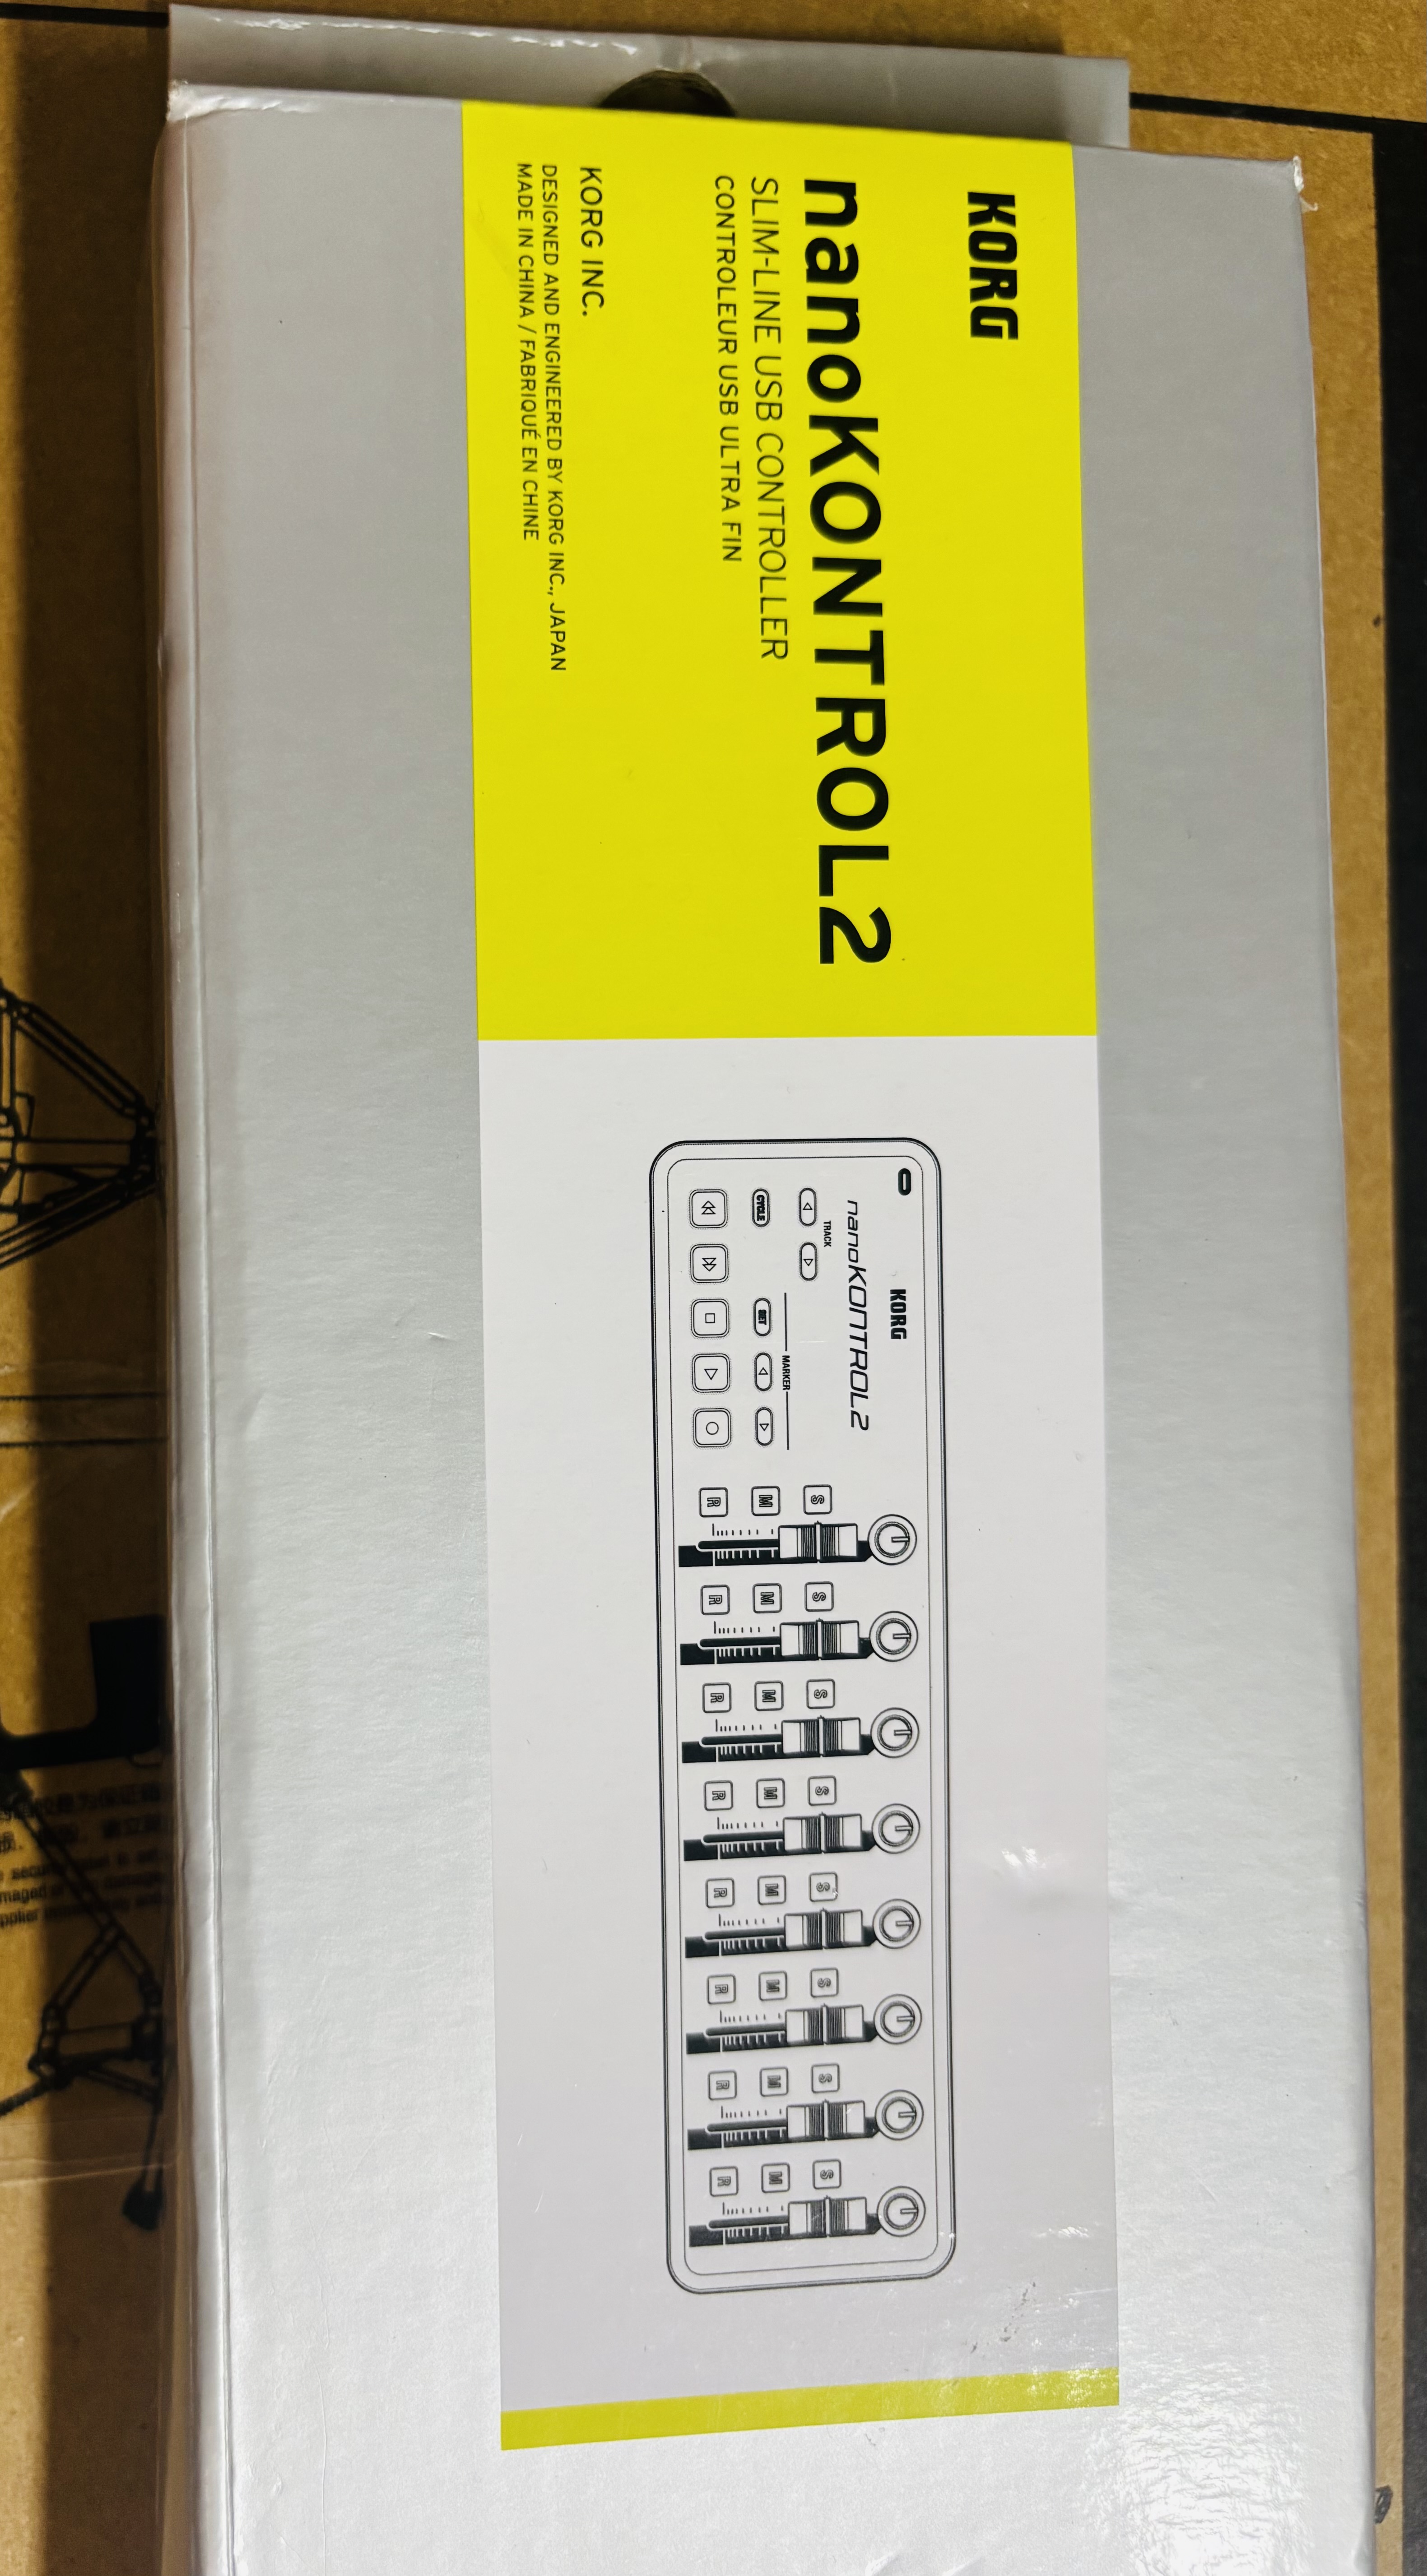 KORG
nanoKONTROL2
SLIM-LINE USB CONTROLLER
CONTROLEUR USB ULTRA FIN
KORG INC.
DESIGNED AND ENGINEERED BY KORG INC., JAPAN
MADE IN CHINA / FABRIQUÉ EN CHINE
KORG
nanoKONTROL2
TRACK
MARKER
CYCLE SET
S S S S S S S S
M M M M M M M M
R R R R R R R R